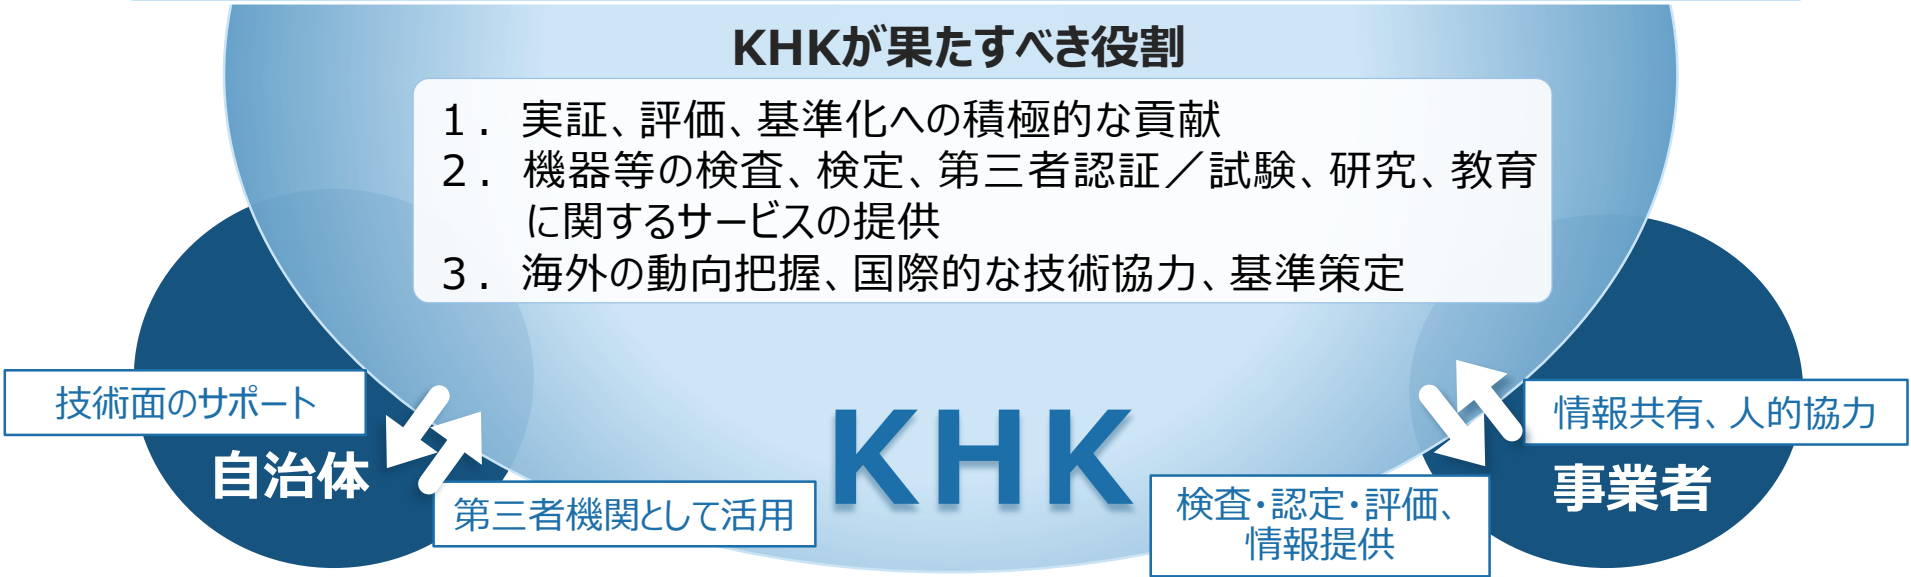 KHKが果たすべき役割
１．実証、評価、基準化への積極的な貢献
２．機器等の検査、検定、第三者認証／試験、研究、教育
に関するサービスの提供
３．海外の動向把握、国際的な技術協力、基準策定
技術面のサポート
自治体
第三者機関として活用
KHK
情報共有、人的協力
事業者
検査・認定・評価、
情報提供